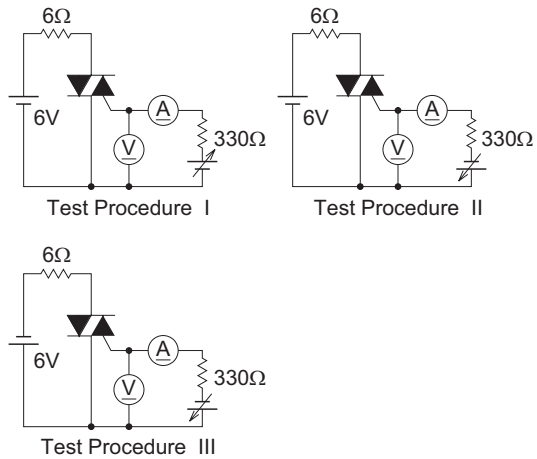 6Ω
6V
A
V
330Ω
Test Procedure I
6Ω
6V
A
V
330Ω
Test Procedure II
6Ω
6V
A
V
330Ω
Test Procedure III